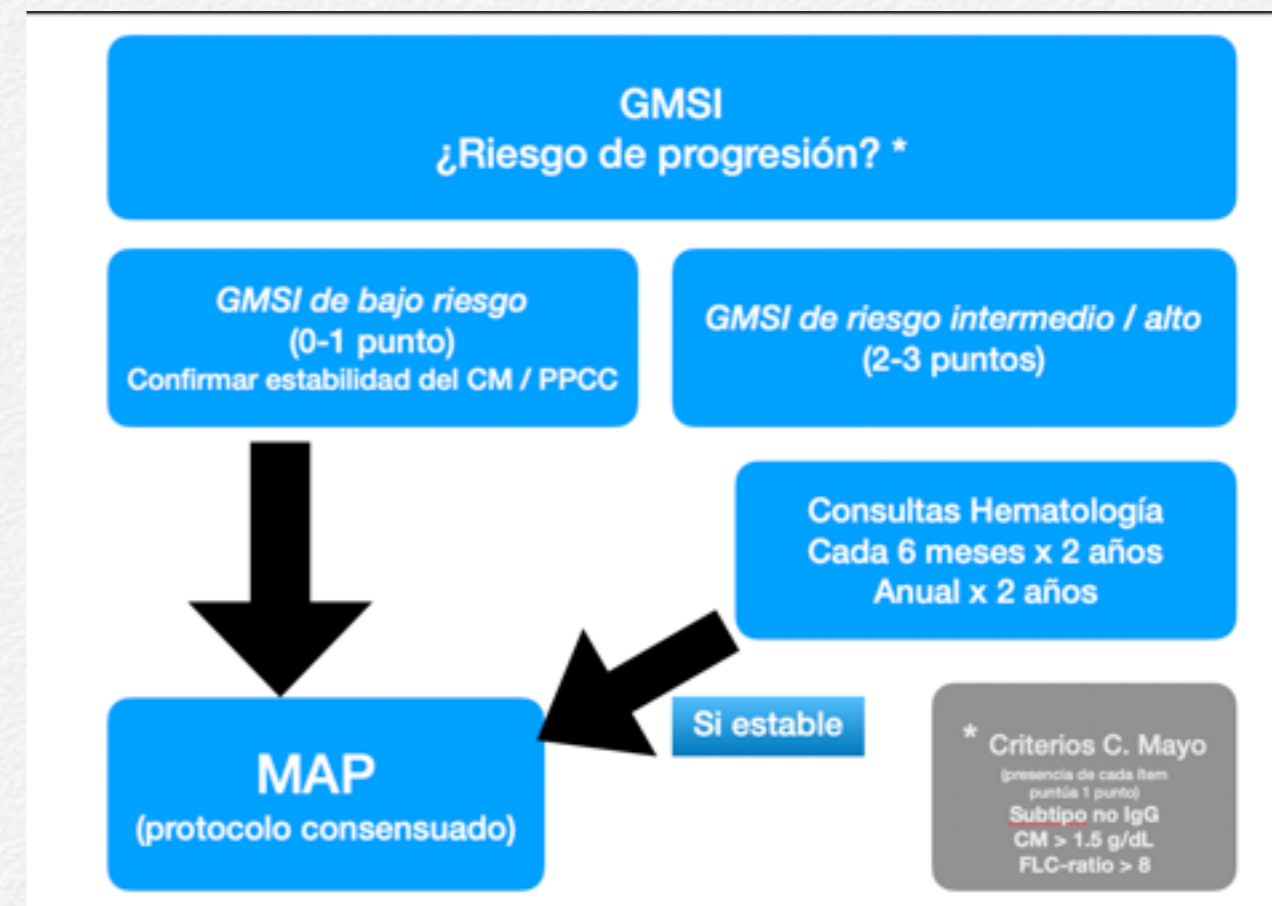 GMSI
¿Riesgo de progresión? *
GMSI de bajo riesgo
(0-1 punto)
Confirmar estabilidad del CM / PPCC
GMSI de riesgo intermedio / alto
(2-3 puntos)
Consultas Hematología
Cada 6 meses x 2 años
Anual x 2 años
Si estable
MAP
(protocolo consensuado)
* Criterios C. Mayo
(presencia de cada ítem
puntúa 1 punto)
Subtipo no IgG
CM > 1.5 g/dL
FLC-ratio > 8